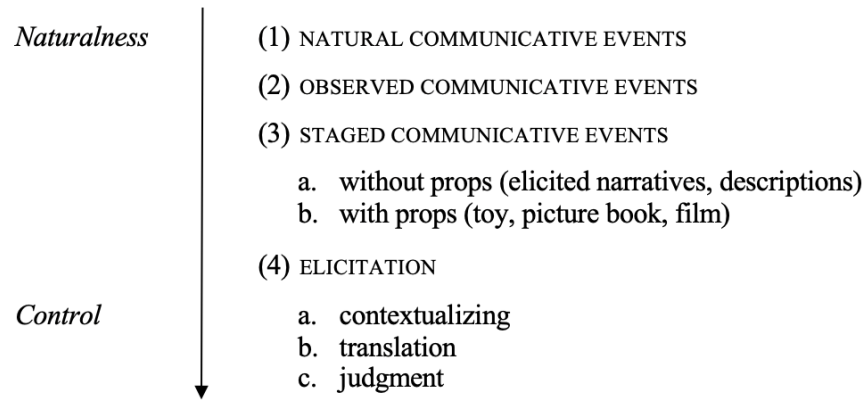 Naturalness
(1) NATURAL COMMUNICATIVE EVENTS
(2) OBSERVED COMMUNICATIVE EVENTS
(3) STAGED COMMUNICATIVE EVENTS
a. without props (elicited narratives, descriptions)
b. with props (toy, picture book, film)
(4) ELICITATION
Control
a. contextualizing
b. translation
c. judgment